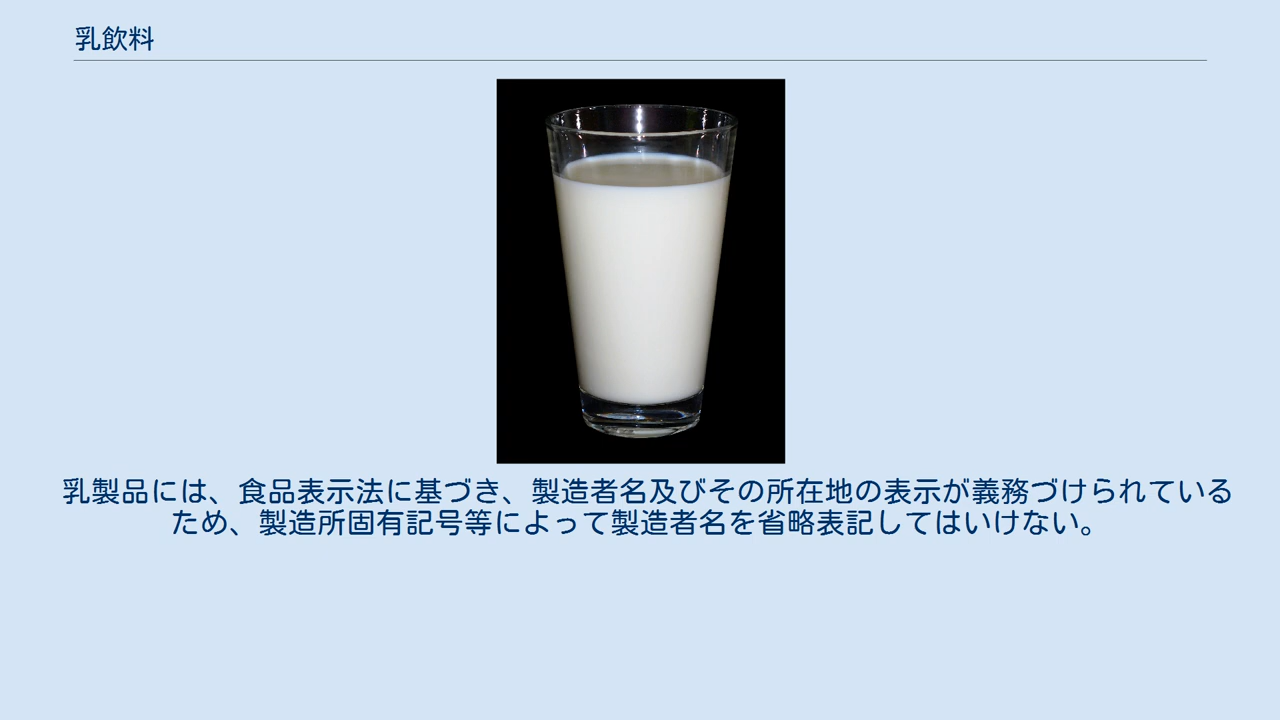 乳飲料
乳製品には、食品表示法に基づき、製造者名及びその所在地の表示が義務づけられている
ため、製造所固有記号等によって製造者名を省略表記してはいけない。